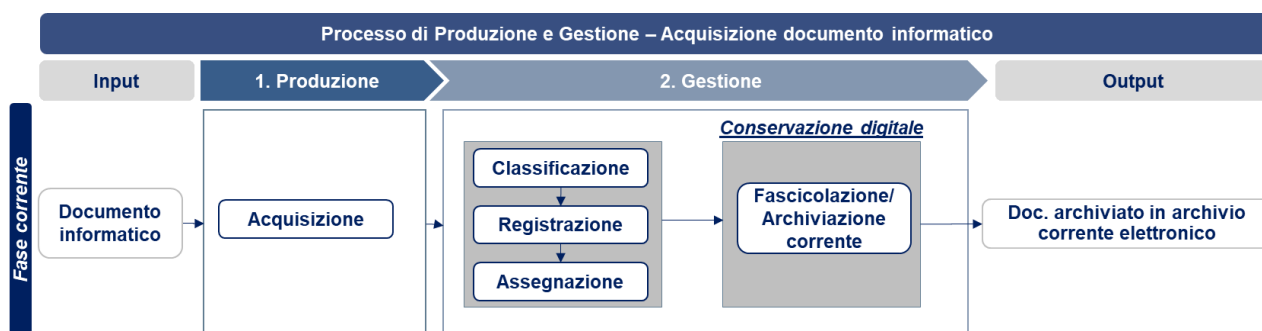 Processo di Produzione e Gestione – Acquisizione documento informatico
Input
1. Produzione
2. Gestione
Output
Fase corrente
Documento
informatico
Acquisizione
Classificazione
Registrazione
Assegnazione
Conservazione digitale
Fascicolazione/
Archiviazione
corrente
Doc. archiviato in archivio
corrente elettronico